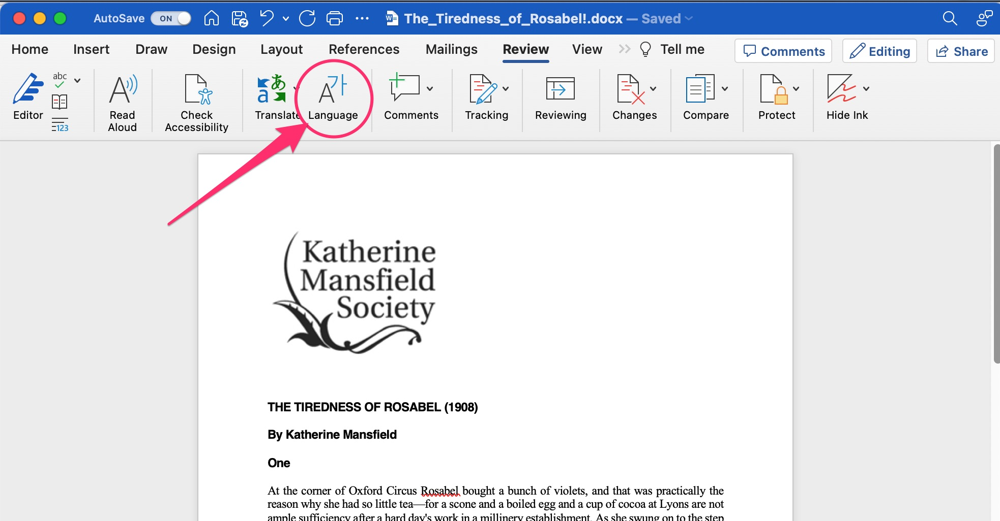 AutoSave ON The_Tiredness_of_Rosabel!.docx — Saved
Home Insert Draw Design Layout References Mailings Review View Tell me Comments Editing Share
abc
123
Editor Read Aloud Check Accessibility Translate Language Comments Tracking Reviewing Changes Compare Protect Hide Ink
Katherine
Mansfield
Society
THE TIREDNESS OF ROSABEL (1908)
By Katherine Mansfield
One
At the corner of Oxford Circus Rosabel bought a bunch of violets, and that was practically the
reason why she had so little tea—for a scone and a boiled egg and a cup of cocoa at Lyons are not
ample sufficiency after a hard day's work in a millinery establishment. As she swung on to the step